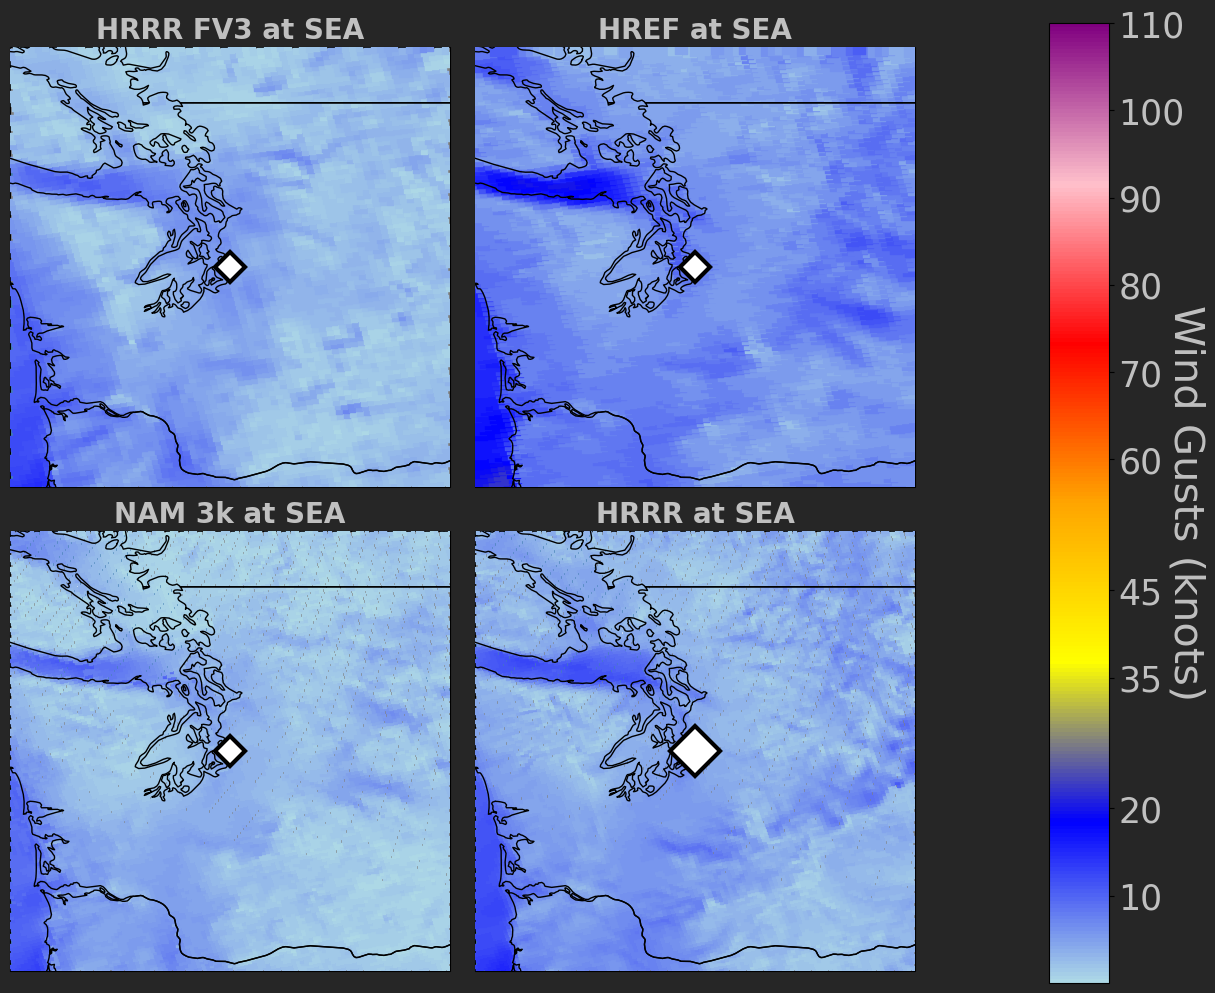 HRRR FV3 at SEA
HREF at SEA
NAM 3k at SEA
HRRR at SEA
110
100
90
80
70
60
45
35
20
10
Wind Gusts (knots)